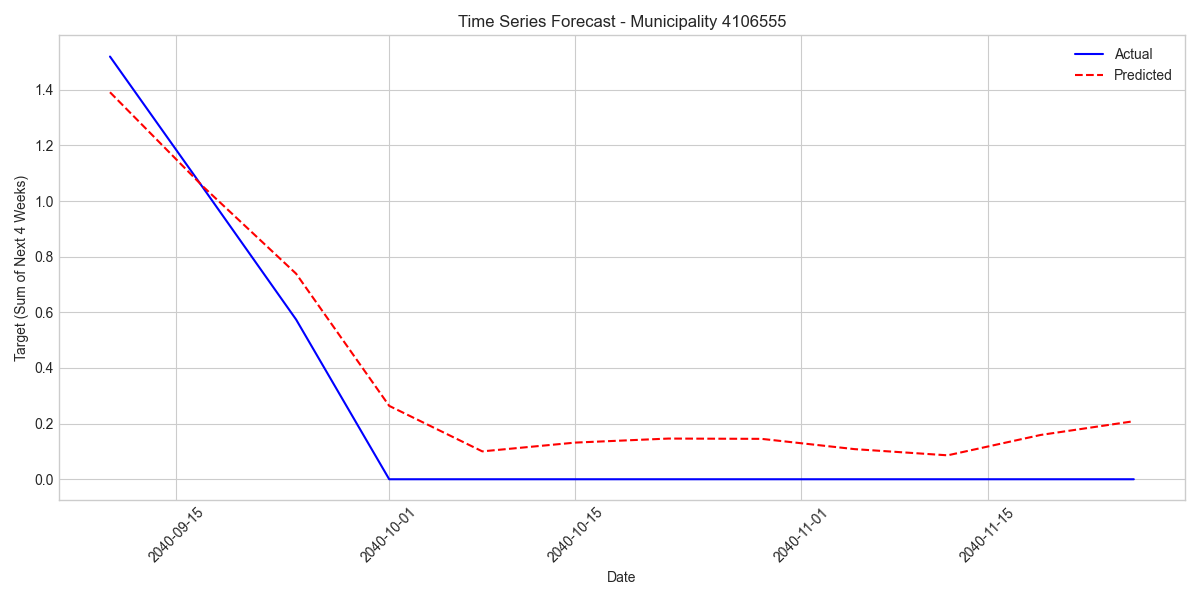 Time Series Forecast - Municipality 4106555
Actual
Predicted
Target (Sum of Next 4 Weeks)
1.4
1.2
1.0
0.8
0.6
0.4
0.2
0.0
2040-09-15
2040-10-01
2040-10-15
2040-11-01
2040-11-15
Date